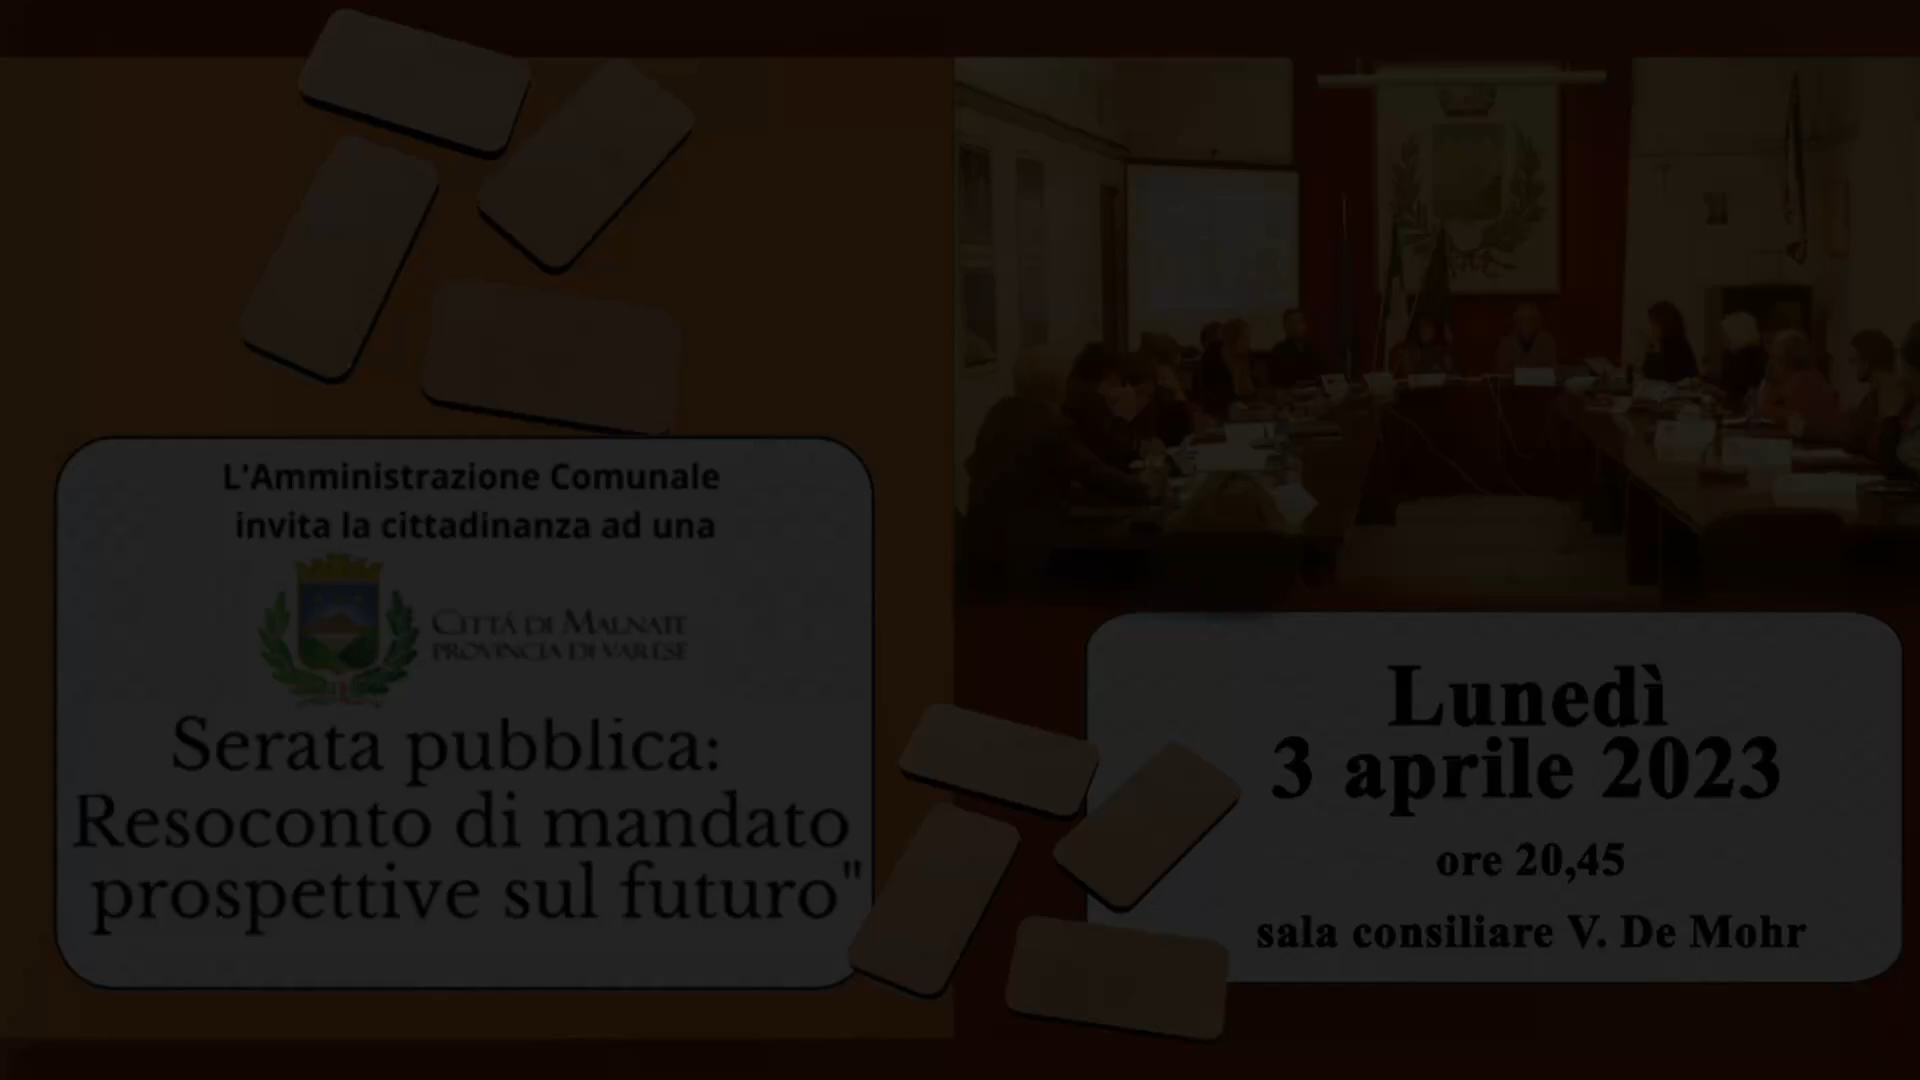 L'Amministrazione Comunale
invita la cittadinanza ad una
CITTÀ DI MALNATE
PROVINCIA DI VARESE
Serata pubblica:
Resoconto di mandato
prospettive sul futuro"
Lunedì
3 aprile 2023
ore 20,45
sala consiliare V. De Mohr